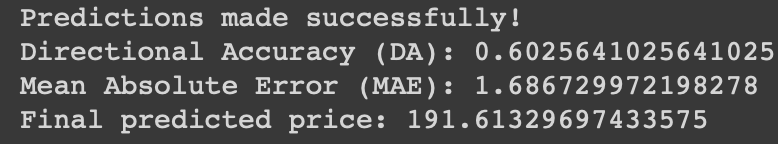 Predictions made successfully!
Directional Accuracy (DA): 0.6025641025641025
Mean Absolute Error (MAE): 1.686729972198278
Final predicted price: 191.61329697433575